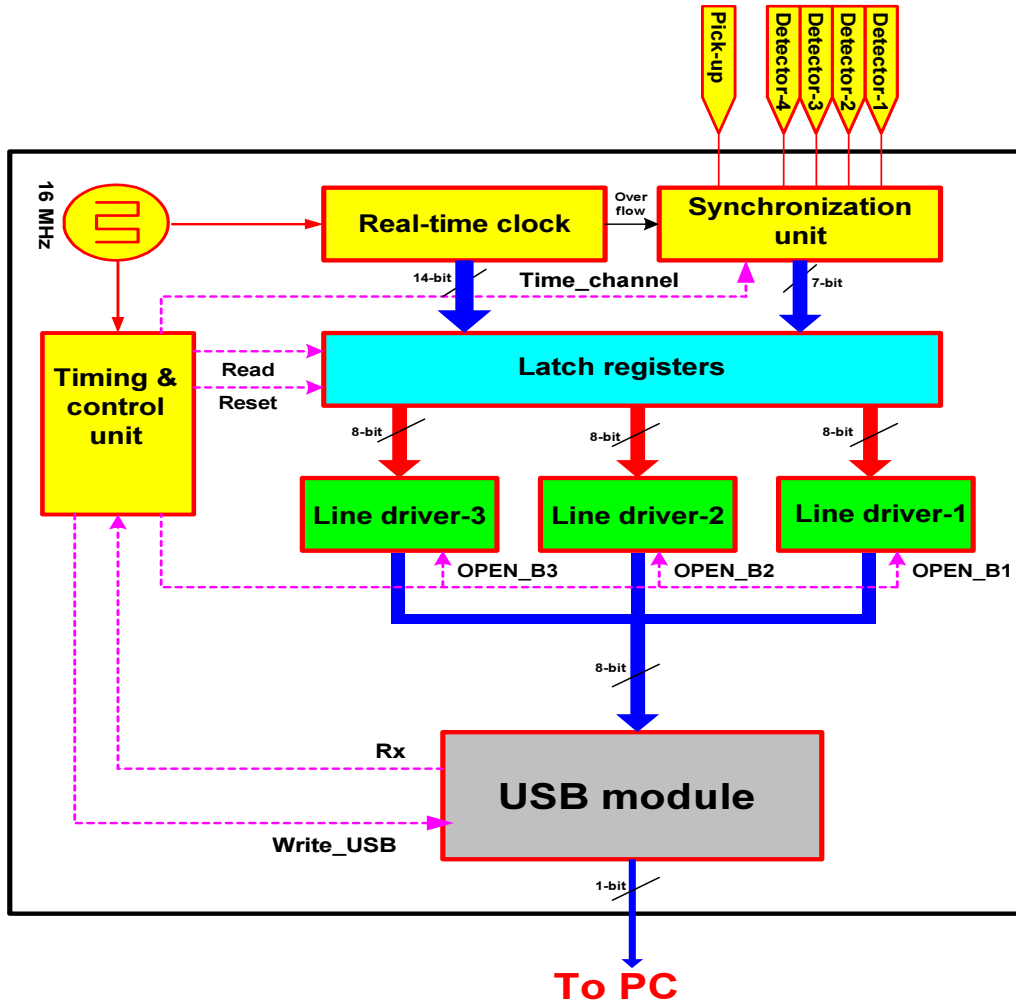 Pick-up
Detector-4
Detector-3
Detector-2
Detector-1
16 MHz
Real-time clock
Over
flow
Synchronization
unit
14-bit
Time_channel
7-bit
Timing &
control
unit
Read
Reset
Latch registers
8-bit
8-bit
8-bit
Line driver-3
Line driver-2
Line driver-1
OPEN_B3
OPEN_B2
OPEN_B1
8-bit
Rx
USB module
Write_USB
1-bit
To PC